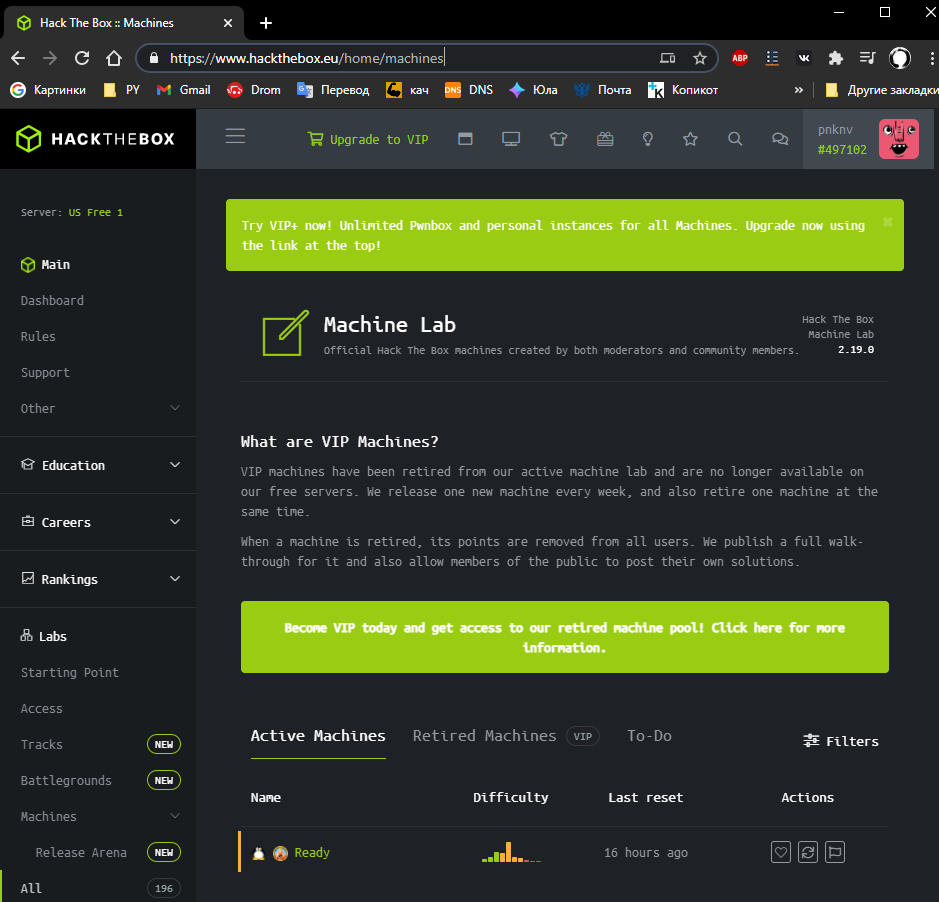 Hack The Box :: Machines
https://www.hackthebox.eu/home/machines
ABP
Картинки
PY
Gmail
Drom
Перевод
кач
DNS DNS
Юла
Почта
Копикот
»
Другие закладки
HACKTHEBOX
Upgrade to VIP
pnknv
#497102
Server: US Free 1
Try VIP+ now! Unlimited Pwnbox and personal instances for all Machines. Upgrade now using
the link at the top!
Main
Dashboard
Rules
Support
Other
Education
Careers
Rankings
Labs
Starting Point
Access
Tracks NEW
Battlegrounds NEW
Machines
Release Arena NEW
All 196
Machine Lab
Official Hack The Box machines created by both moderators and community members.
Hack The Box
Machine Lab
2.19.0
What are VIP Machines?
VIP machines have been retired from our active machine lab and are no longer available on
our free servers. We release one new machine every week, and also retire one machine at the
same time.
When a machine is retired, its points are removed from all users. We publish a full walk-
through for it and also allow members of the public to post their own solutions.
Become VIP today and get access to our retired machine pool! Click here for more
information.
Active Machines Retired Machines VIP To-Do Filters
Name Difficulty Last reset Actions
Ready 16 hours ago